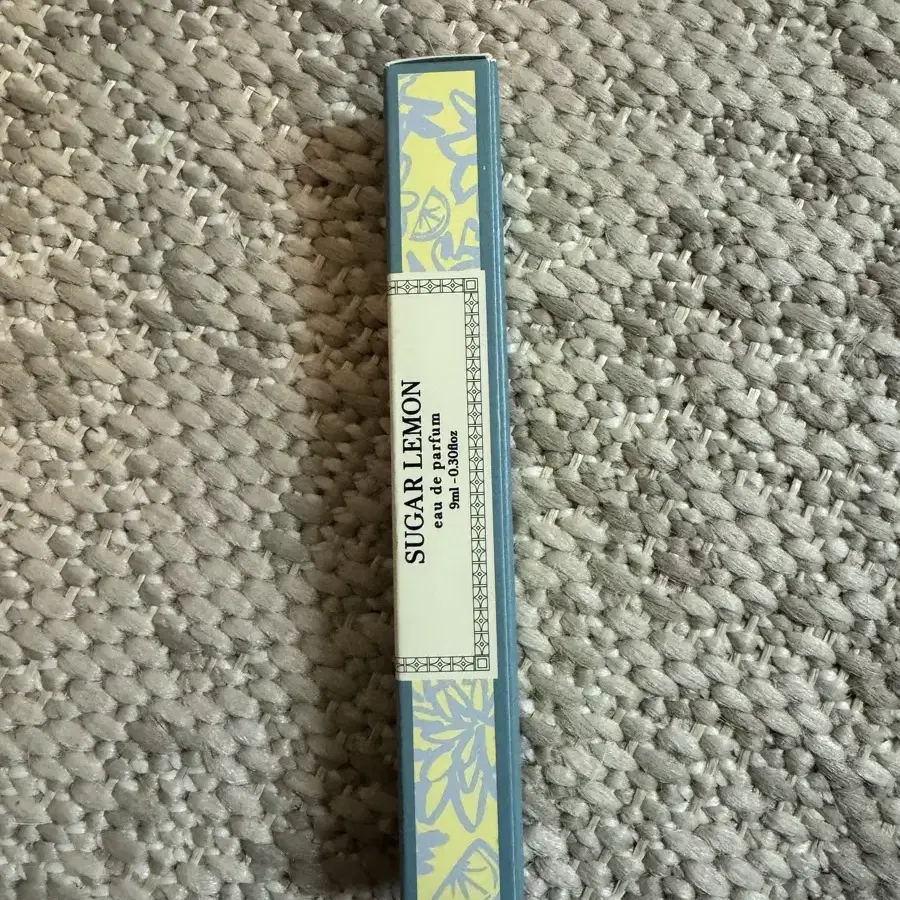 SUGAR LEMON
eau de parfum
9ml -0.30floz